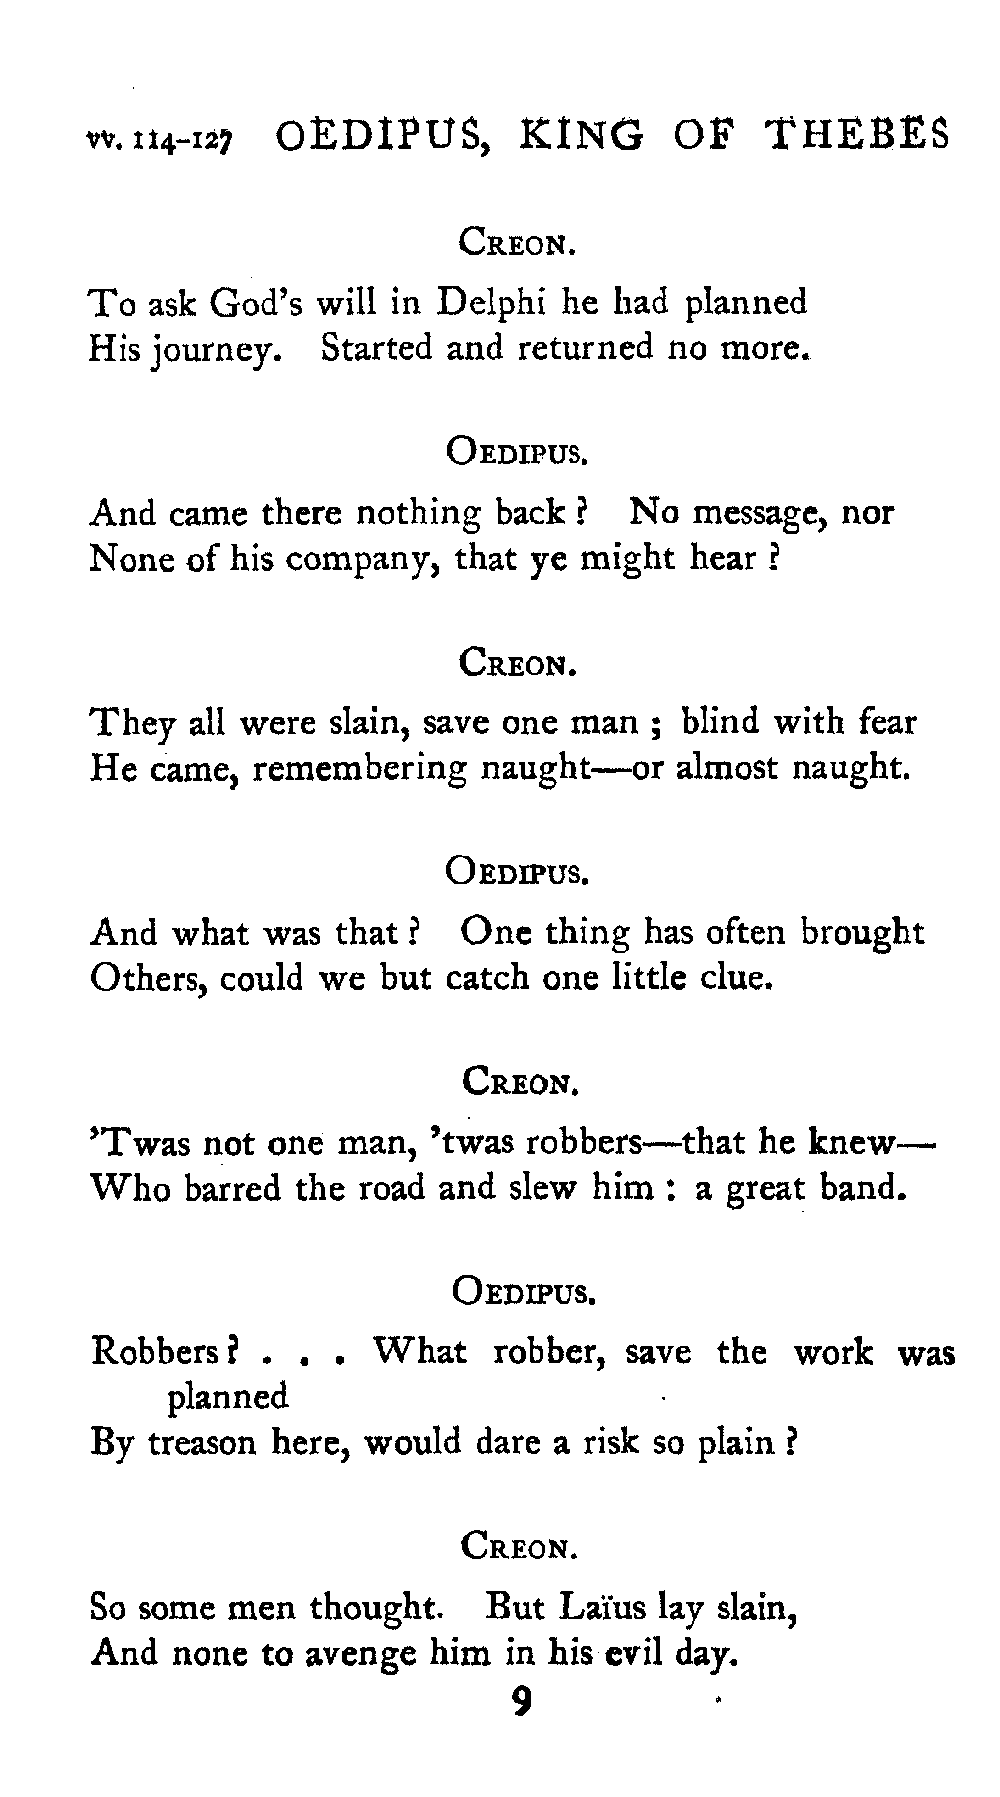 vv. 114–127 OEDIPUS, KING OF THEBES
CREON.
To ask God's will in Delphi he had planned
His journey. Started and returned no more.
OEDIPUS.
And came there nothing back ? No message, nor
None of his company, that ye might hear ?
CREON.
They all were slain, save one man ; blind with fear
He came, remembering naught—or almost naught.
OEDIPUS.
And what was that ? One thing has often brought
Others, could we but catch one little clue.
CREON.
'Twas not one man, 'twas robbers—that he knew—
Who barred the road and slew him : a great band.
OEDIPUS.
Robbers ? . . . What robber, save the work was
planned
By treason here, would dare a risk so plain ?
CREON.
So some men thought. But Laïus lay slain,
And none to avenge him in his evil day.
9